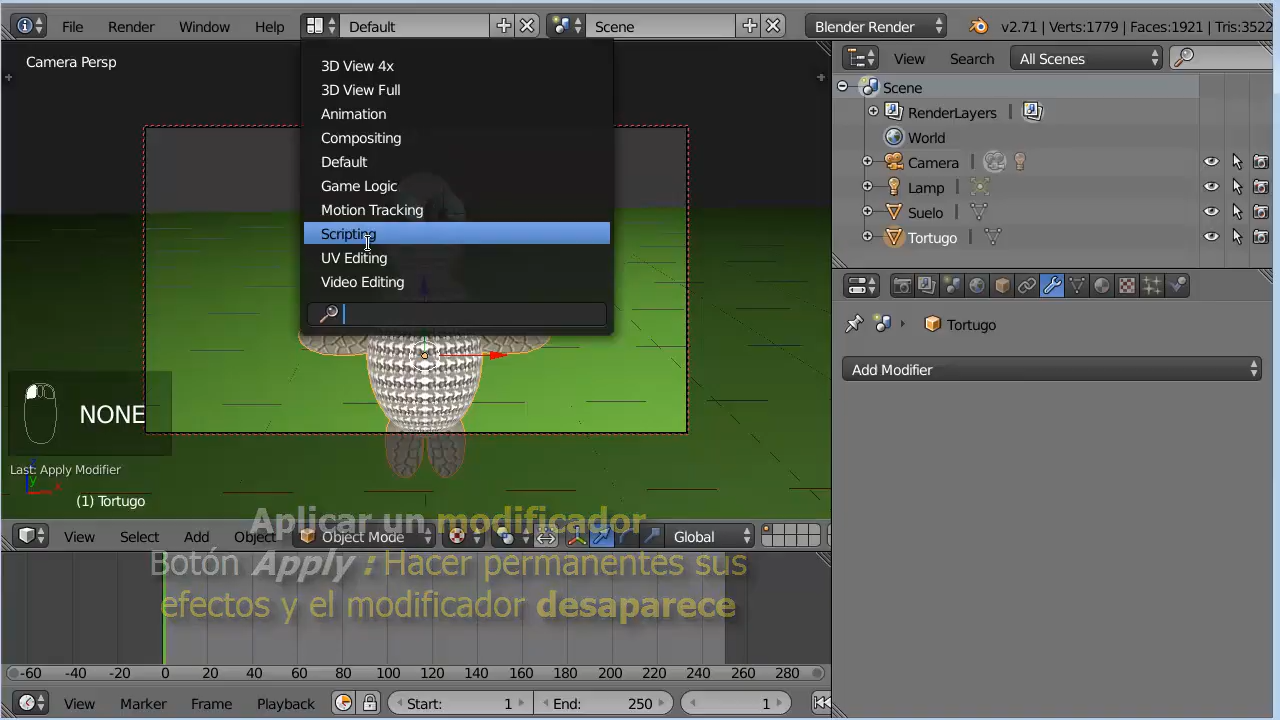 File Render Window Help Default Scene Blender Render v2.71 | Verts:1779 | Faces:1921 | Tris:3522
Camera Persp
3D View 4x
3D View Full
Animation
Compositing
Default
Game Logic
Motion Tracking
Scripting
UV Editing
Video Editing
View Search All Scenes
Scene
RenderLayers
World
Camera
Lamp
Suelo
Tortugo
Tortugo
Add Modifier
NONE
Last: Apply Modifier
(1) Tortugo
View Select Add Object Object Mode Global
Aplicar un modificador
Botón Apply : Hacer permanentes sus
efectos y el modificador desaparece
-60 -40 -20 0 20 40 60 80 100 120 140 160 180 200 220 240 260 280
View Marker Frame Playback Start: 1 End: 250 1